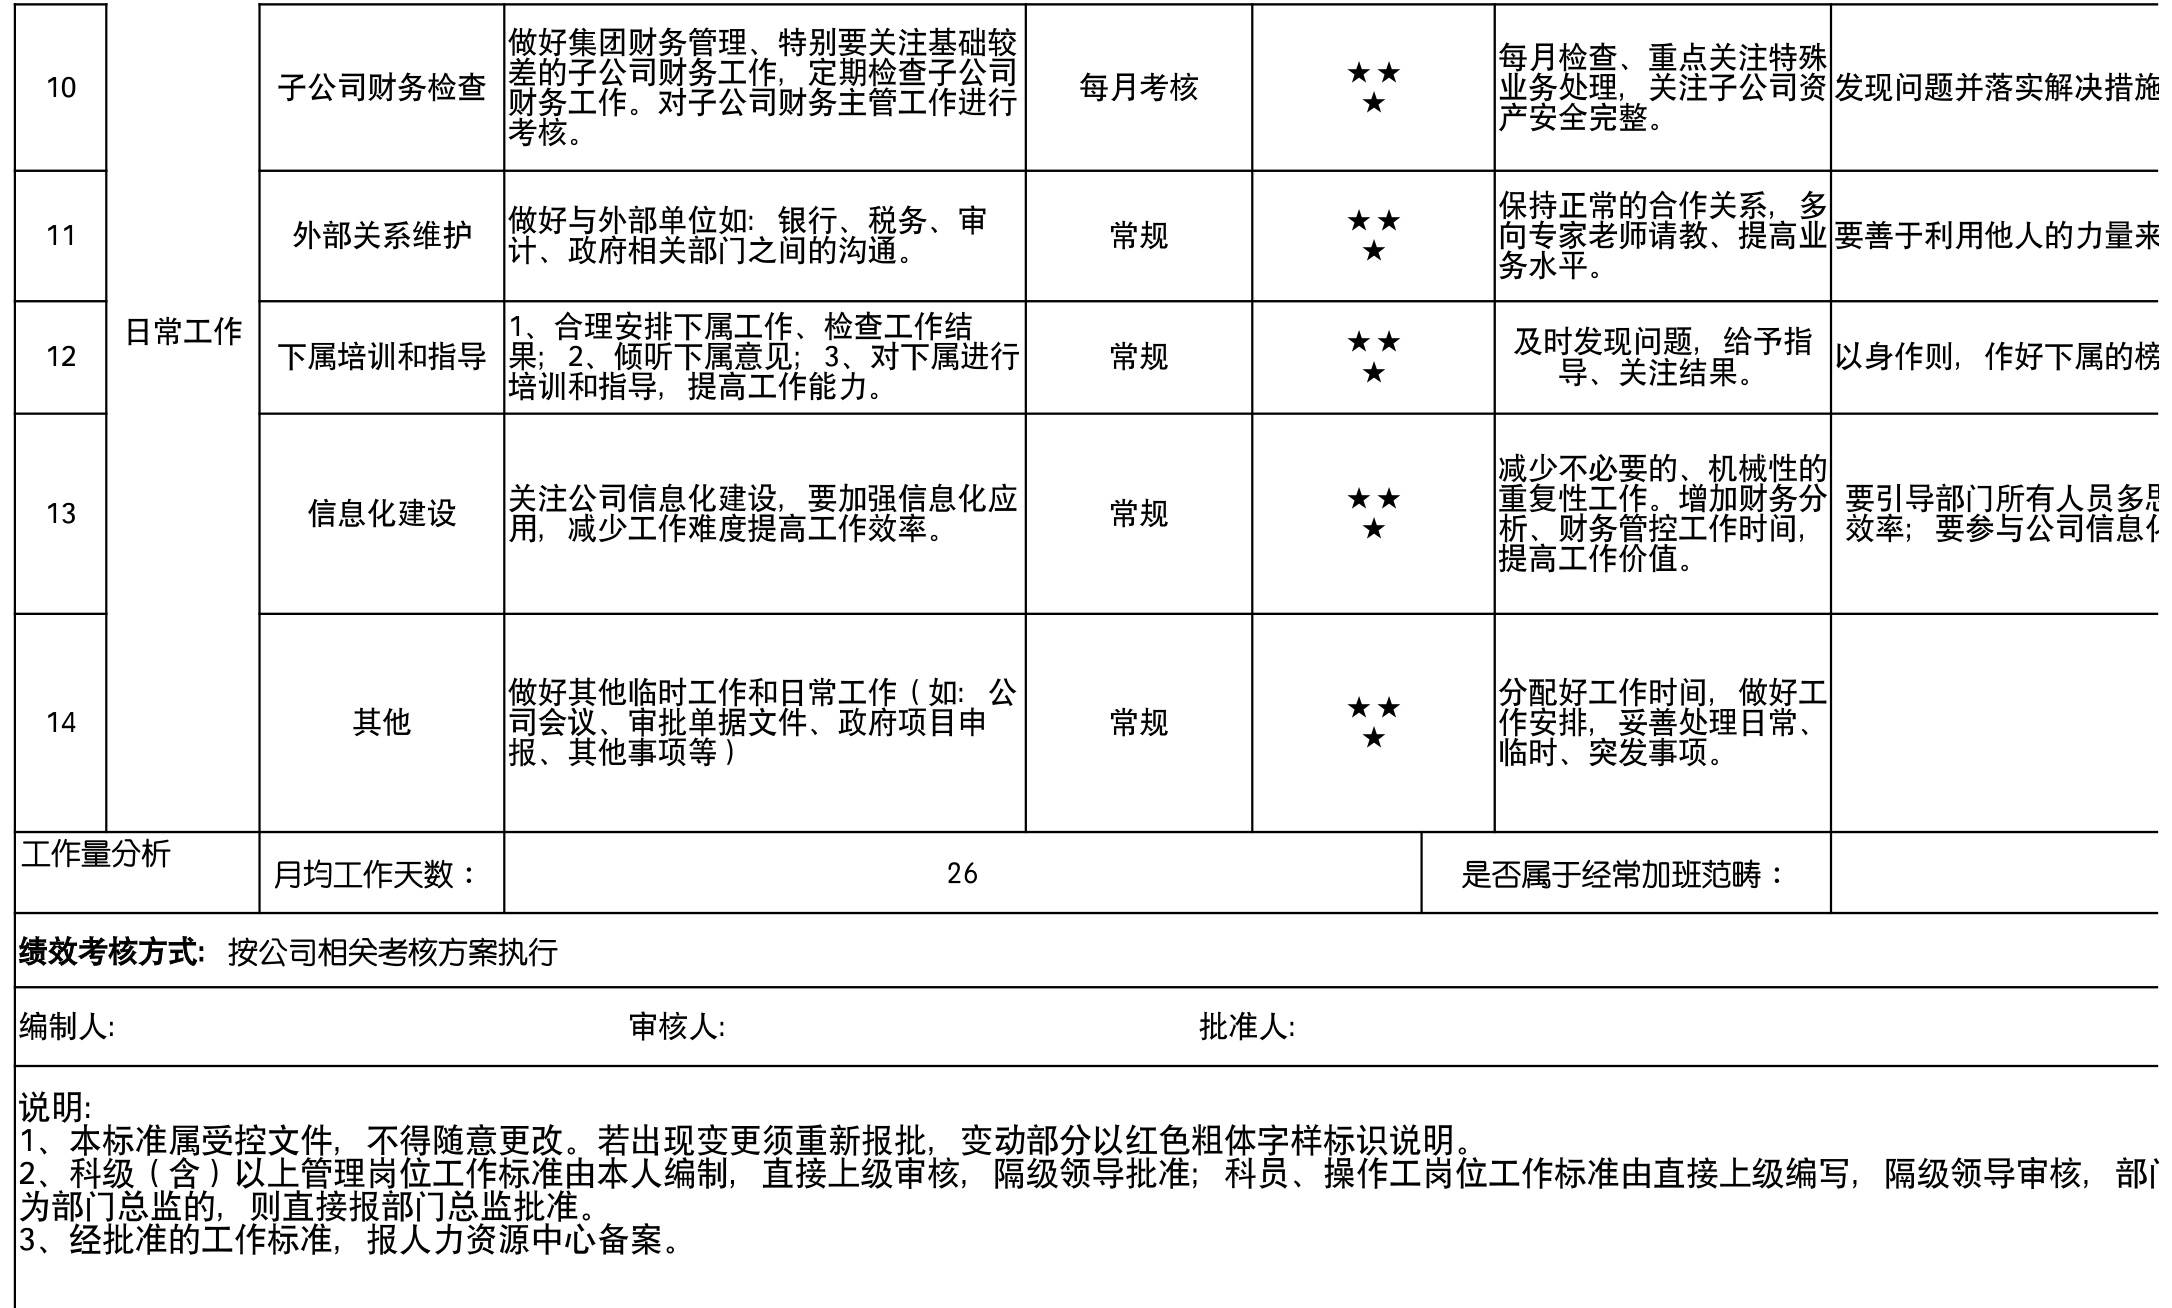 10
日常工作
子公司财务检查
做好集团财务管理、特别要关注基础较
差的子公司财务工作，定期检查子公司
财务工作。对子公司财务主管工作进行
考核。
每月考核
★★
★
每月检查、重点关注特殊
业务处理，关注子公司资
产安全完整。
发现问题并落实解决措施
11
外部关系维护
做好与外部单位如：银行、税务、审
计、政府相关部门之间的沟通。
常规
★★
★
保持正常的合作关系，多
向专家老师请教、提高业
务水平。
要善于利用他人的力量来
12
下属培训和指导
1、合理安排下属工作、检查工作结
果；2、倾听下属意见；3、对下属进行
培训和指导，提高工作能力。
常规
★★
★
及时发现问题，给予指
导、关注结果。
以身作则，作好下属的榜
13
信息化建设
关注公司信息化建设，要加强信息化应
用，减少工作难度提高工作效率。
常规
★★
★
减少不必要的、机械性的
重复性工作。增加财务分
析、财务管控工作时间，
提高工作价值。
要引导部门所有人员多思
效率；要参与公司信息化
14
其他
做好其他临时工作和日常工作（如：公
司会议、审批单据文件、政府项目申
报、其他事项等）
常规
★★
★
分配好工作时间，做好工
作安排，妥善处理日常、
临时、突发事项。
工作量分析
月均工作天数：
26
是否属于经常加班范畴：
绩效考核方式：按公司相关考核方案执行
编制人: 审核人: 批准人:
说明:
1、本标准属受控文件，不得随意更改。若出现变更须重新报批，变动部分以红色粗体字样标识说明。
2、科级（含）以上管理岗位工作标准由本人编制，直接上级审核，隔级领导批准；科员、操作工岗位工作标准由直接上级编写，隔级领导审核，部门
为部门总监的，则直接报部门总监批准。
3、经批准的工作标准，报人力资源中心备案。